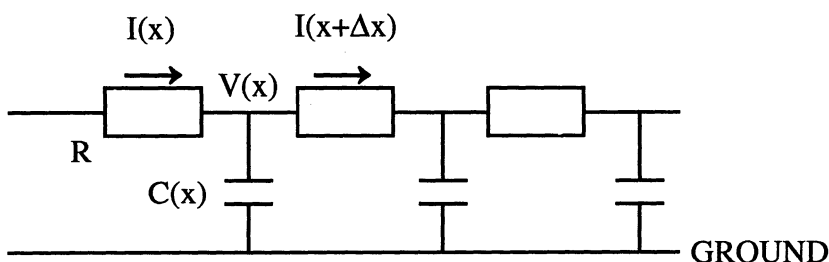 I(x)
I(x+Δx)
V(x)
R
C(x)
GROUND